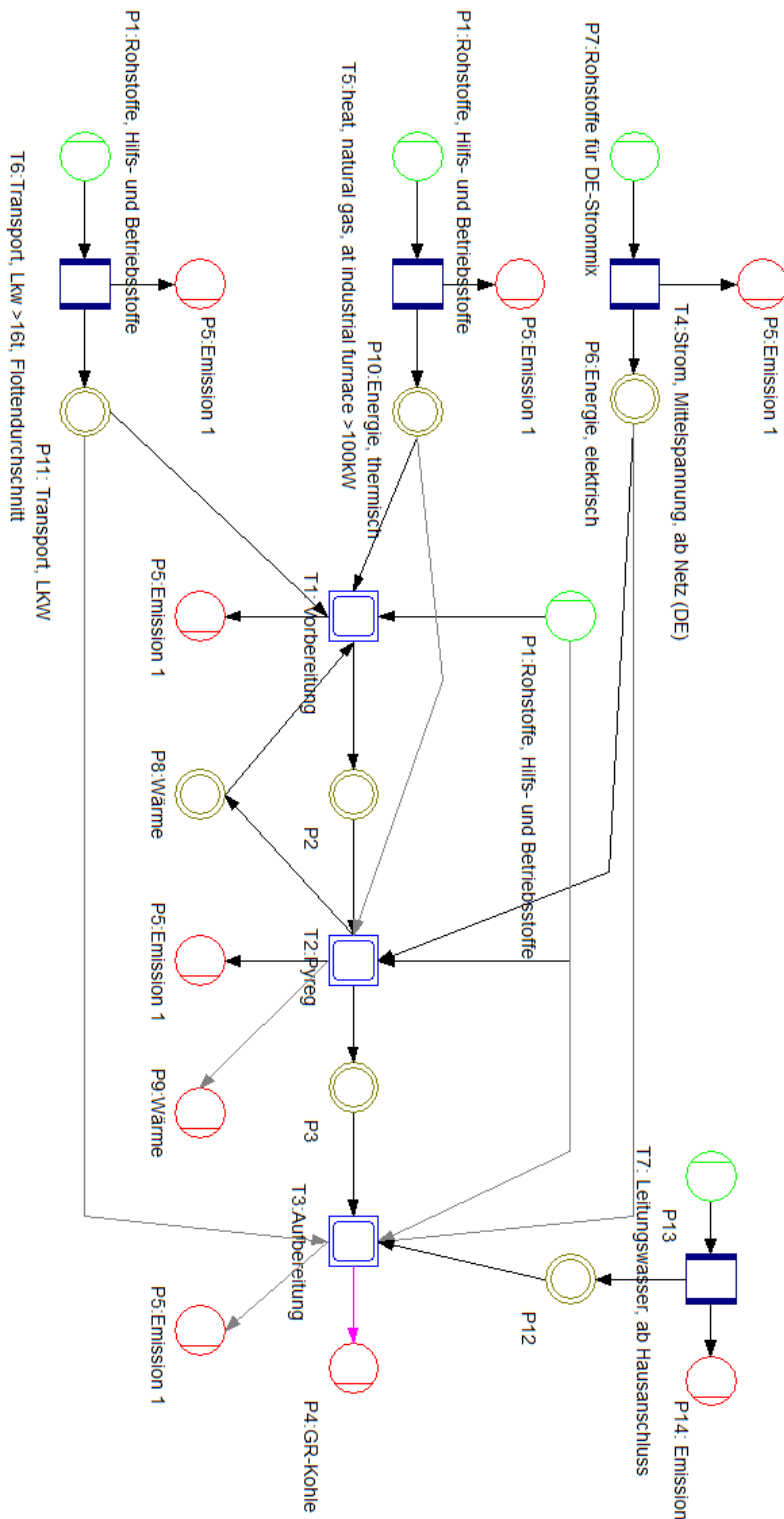 P5:Emission 1
T4:Strom, Mittelspannung, ab Netz (DE)
P7:Rohstoffe für DE-Strommix
P6:Energie, elektrisch
P14: Emission
T7: Leitungswasser, ab Hausanschluss
P13
P12
P1:Rohstoffe, Hilfs- und Betriebsstoffe
P5:Emission 1
T5:heat, natural gas, at industrial furnace >100kW
P10:Energie, thermisch
P1:Rohstoffe, Hilfs- und Betriebsstoffe
T1: Vorbereitung
P2
T2:Pyreg
P3
T3:Aufbereitung
P4:GR-Kohle
P1:Rohstoffe, Hilfs- und Betriebsstoffe
P5:Emission 1
P5:Emission 1
P8:Wärme
P5:Emission 1
P9:Wärme
P5:Emission 1
P11: Transport, LKW
T6:Transport, Lkw >16t, Flottendurchschnitt